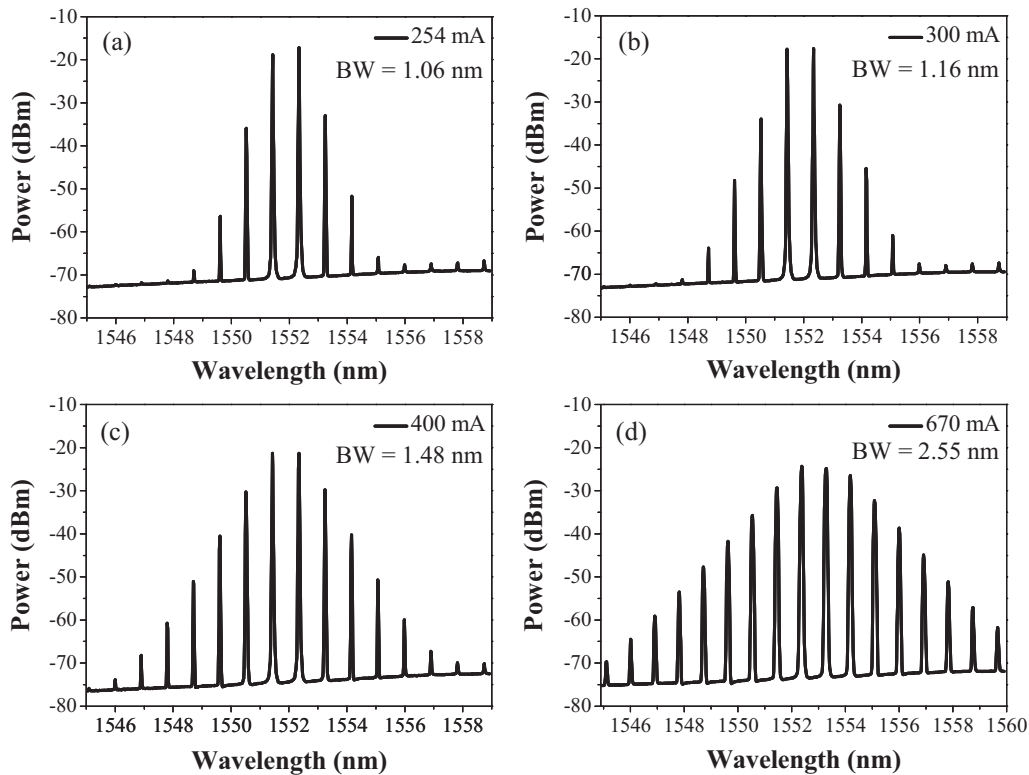 (a)
254 mA
BW = 1.06 nm
-10
-20
-30
-40
-50
-60
-70
-80
Power (dBm)
1546 1548 1550 1552 1554 1556 1558
Wavelength (nm)
(b)
300 mA
BW = 1.16 nm
-10
-20
-30
-40
-50
-60
-70
-80
Power (dBm)
1546 1548 1550 1552 1554 1556 1558
Wavelength (nm)
(c)
400 mA
BW = 1.48 nm
-10
-20
-30
-40
-50
-60
-70
-80
Power (dBm)
1546 1548 1550 1552 1554 1556 1558
Wavelength (nm)
(d)
670 mA
BW = 2.55 nm
-10
-20
-30
-40
-50
-60
-70
-80
Power (dBm)
1546 1548 1550 1552 1554 1556 1558 1560
Wavelength (nm)